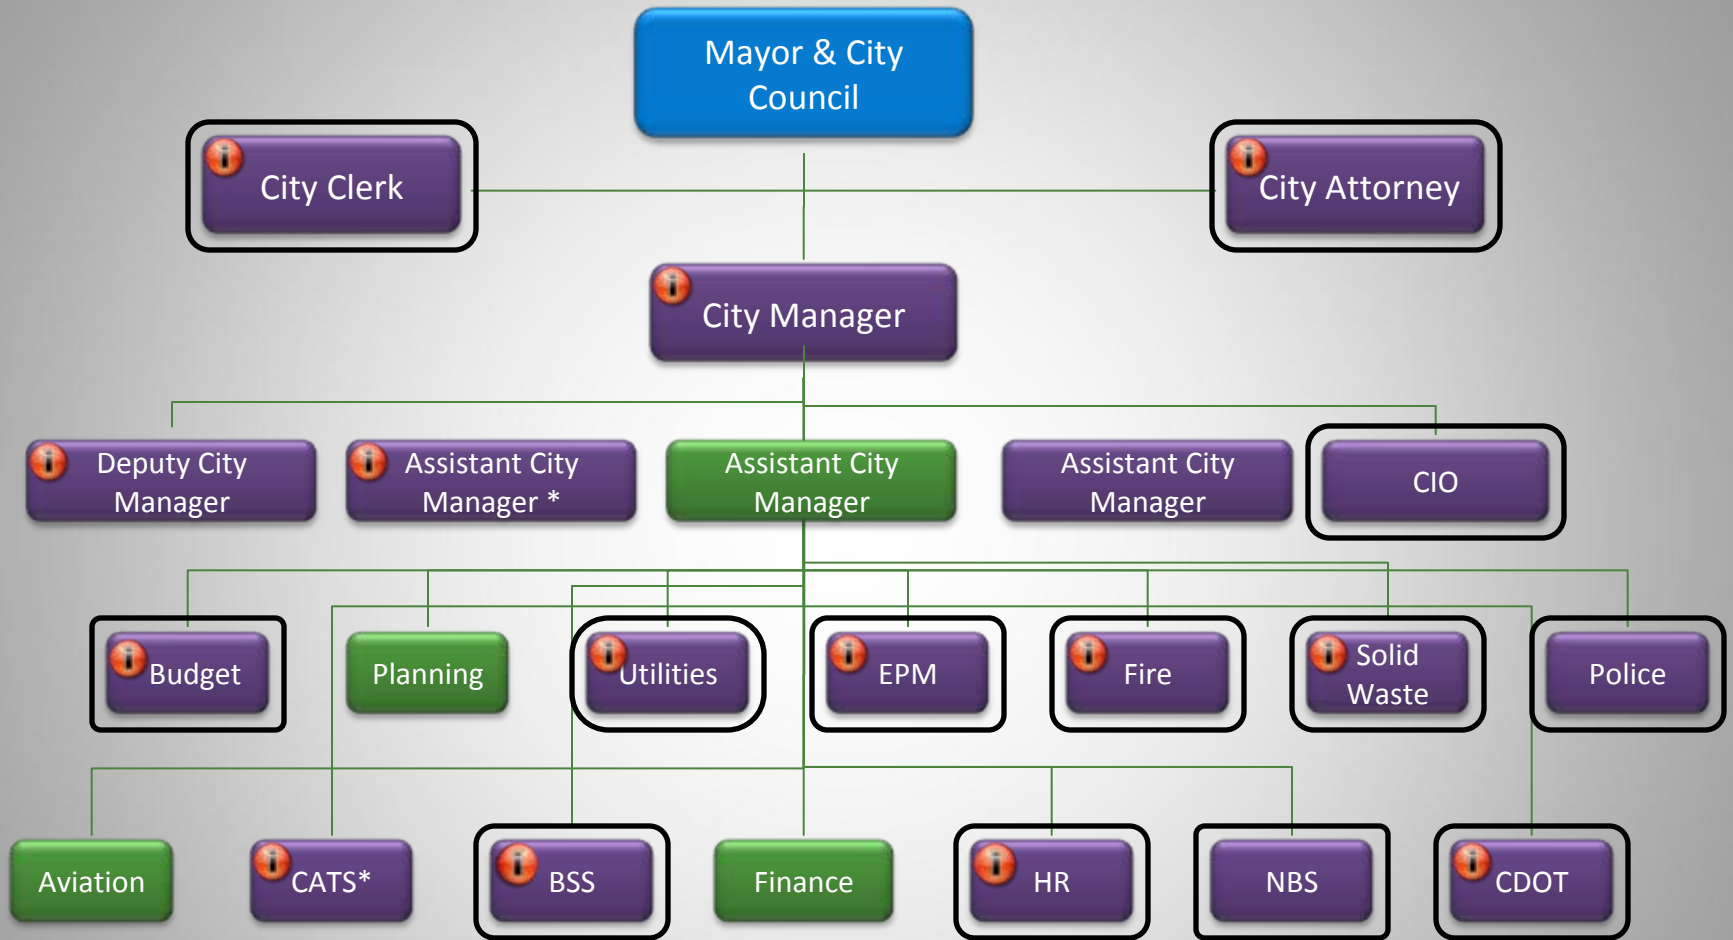 Mayor & City
Council
City Clerk
City Attorney
City Manager
Deputy City
Manager
Assistant City
Manager *
Assistant City
Manager
Assistant City
Manager
CIO
Budget
Planning
Utilities
EPM
Fire
Solid
Waste
Police
Aviation
CATS*
BSS
Finance
HR
NBS
CDOT